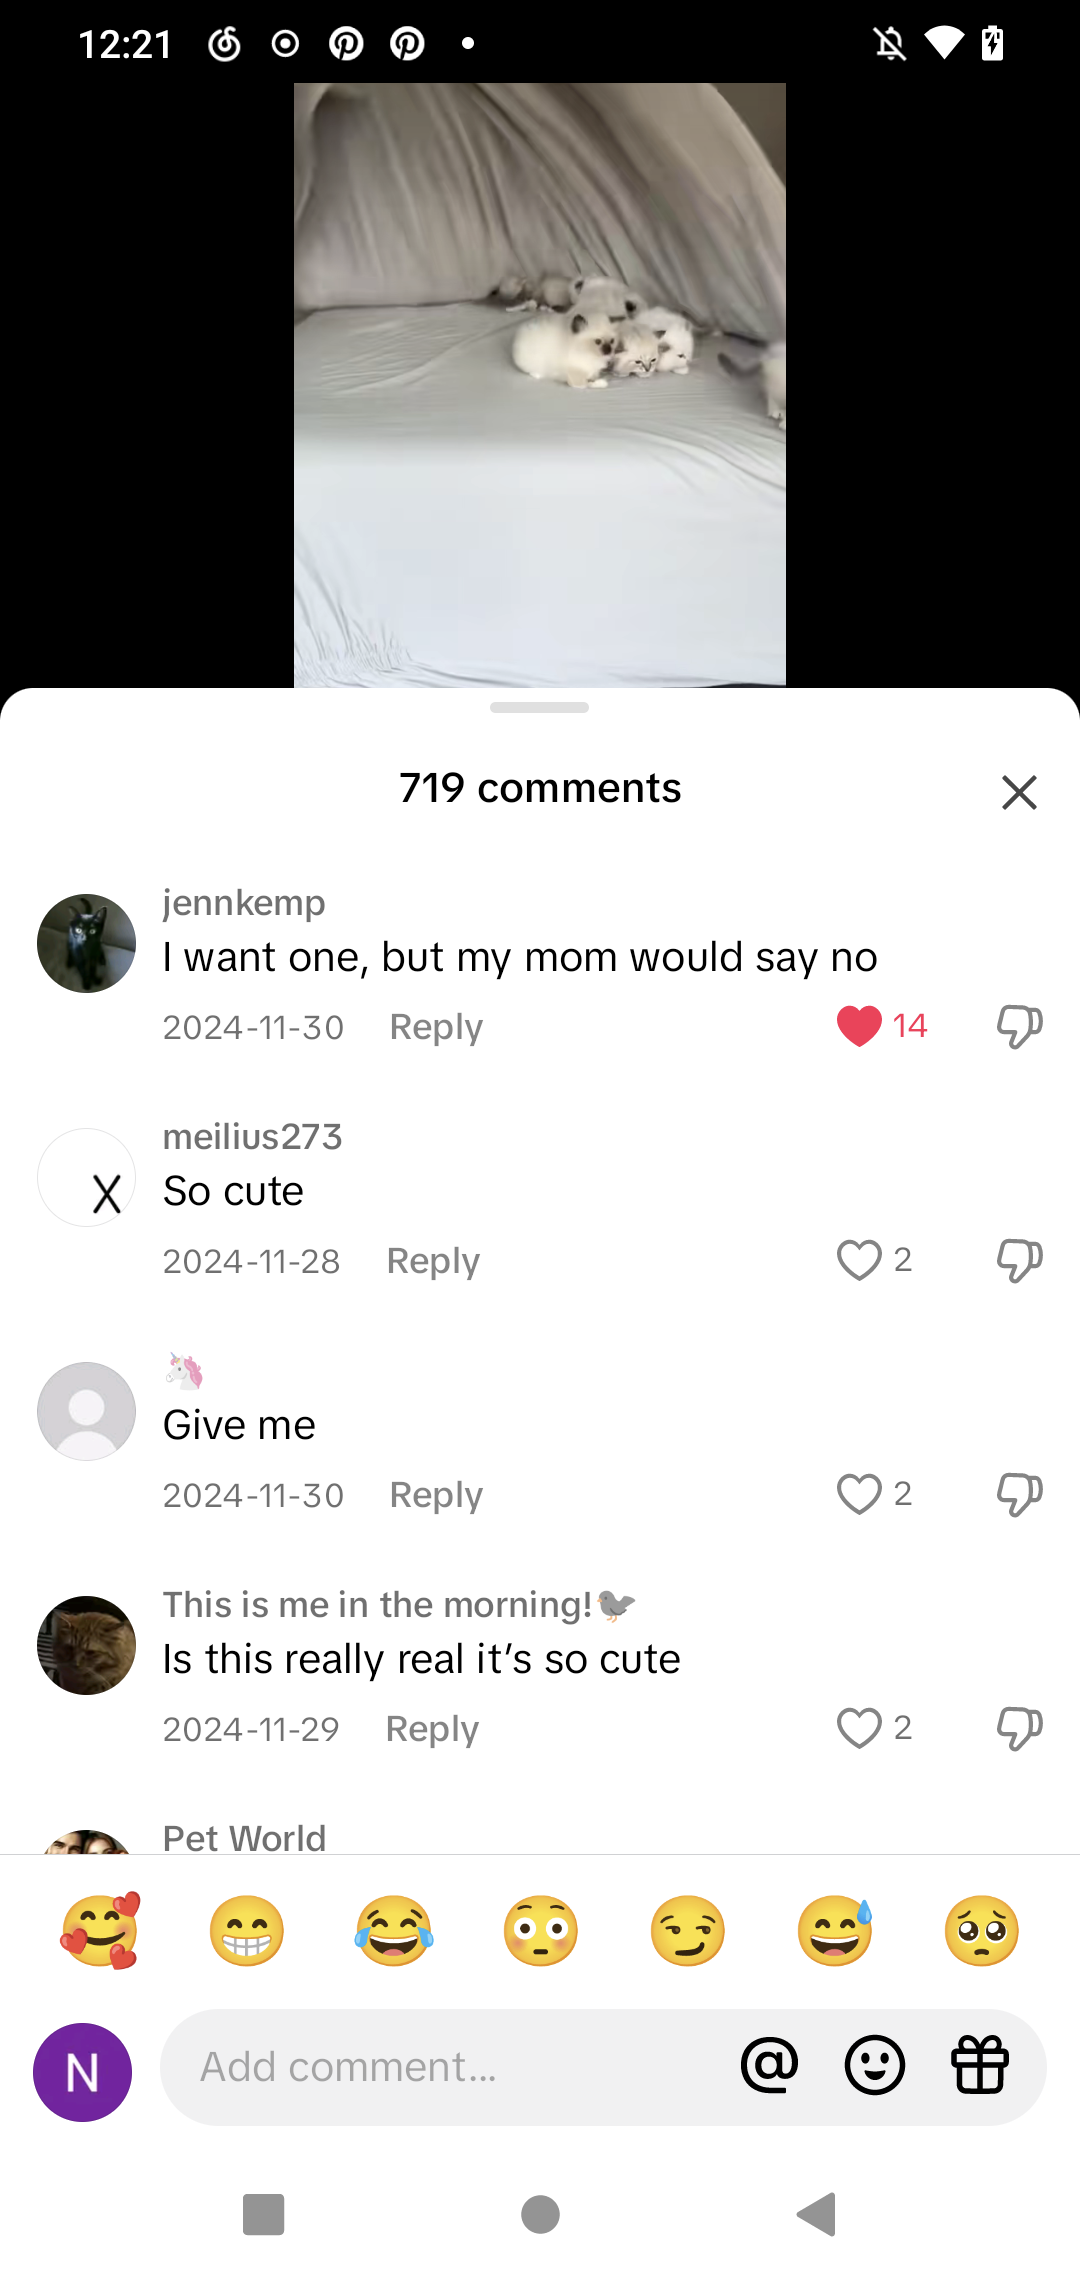 12:21
719 comments
jennkemp
I want one, but my mom would say no
2024-11-30 Reply 14
X
meilius273
So cute
2024-11-28 Reply 2
🦄
Give me
2024-11-30 Reply 2
This is me in the morning!🐦
Is this really real it’s so cute
2024-11-29 Reply 2
Pet World
N
Add comment...